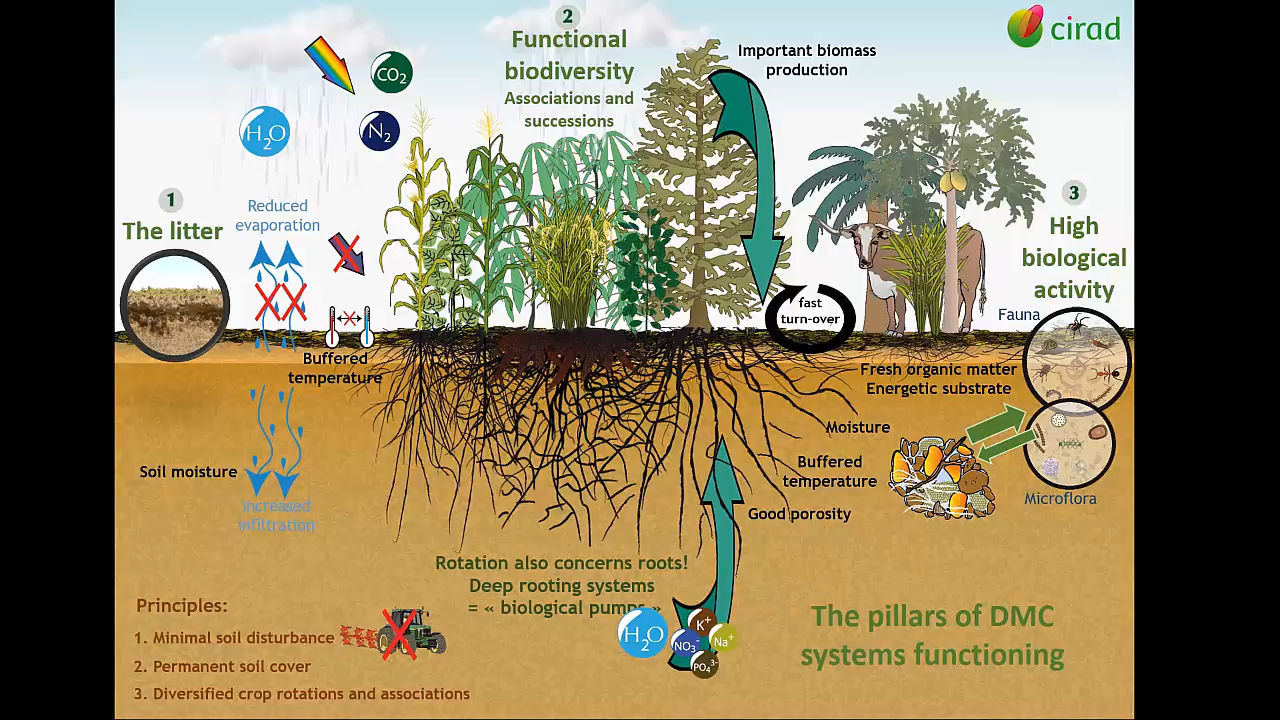 cirad
2
Functional
biodiversity
Associations and
successions
Important biomass
production
CO2
H2O
N2
1
The litter
Reduced
evaporation
3
High
biological
activity
Fauna
fast
turn-over
Buffered
temperature
Fresh organic matter
Energetic substrate
Moisture
Buffered
temperature
Good porosity
Microflora
Soil moisture
Increased
infiltration
Rotation also concerns roots!
Deep rooting systems
= « biological pumps »
H2O
K+
NO3-
Na+
PO43-
Principles:
1. Minimal soil disturbance
2. Permanent soil cover
3. Diversified crop rotations and associations
The pillars of DMC
systems functioning